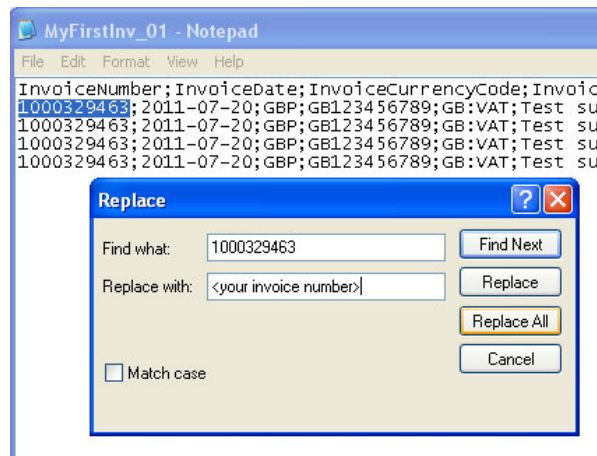 MyFirstInv_01 - Notepad
File Edit Format View Help
InvoiceNumber;InvoiceDate;InvoiceCurrencyCode;Invoic
1000329463;2011-07-20;GBP;GB123456789;GB:VAT;Test su
1000329463;2011-07-20;GBP;GB123456789;GB:VAT;Test su
1000329463;2011-07-20;GBP;GB123456789;GB:VAT;Test su
1000329463;2011-07-20;GBP;GB123456789;GB:VAT;Test su
Replace
Find what: 1000329463 Find Next
Replace with: <your invoice number> Replace
Replace All
Cancel
Match case